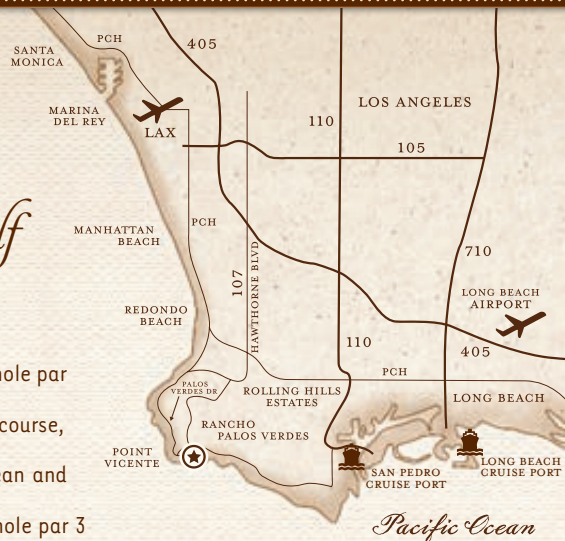 PCH
405
SANTA
MONICA
LOS ANGELES
MARINA
DEL REY
110
LAX
105
PCH
MANHATTAN
BEACH
710
107
HAWTHORNE BLVD
LONG BEACH
AIRPORT
REDONDO
BEACH
110
405
hole par
PCH
PALOS
VERDES DR
ROLLING HILLS
ESTATES
LONG BEACH
course,
RANCHO
PALOS VERDES
POINT
VICENTE
LONG BEACH
CRUISE PORT
SAN PEDRO
CRUISE PORT
ean and
hole par 3
Pacific Ocean